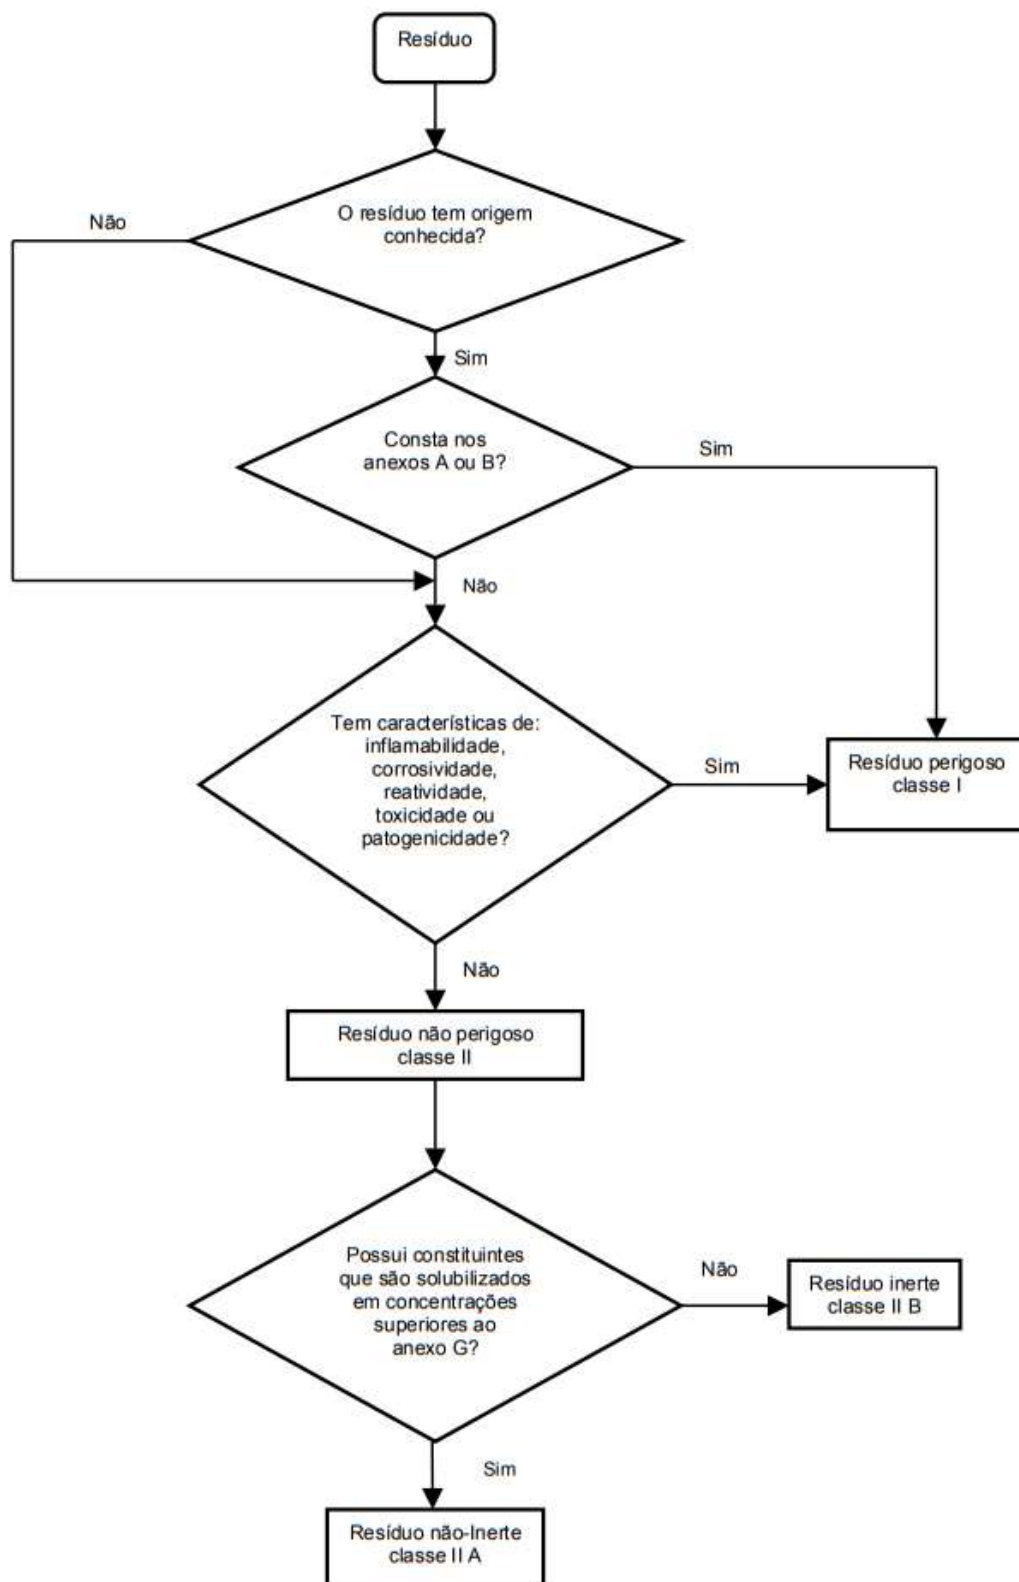 Resíduo
O resíduo tem origem
conhecida?
Não
Sim
Consta nos
anexos A ou B?
Sim
Não
Tem características de:
inflamabilidade,
corrosividade,
reatividade,
toxicidade ou
patogenicidade?
Sim
Resíduo perigoso
classe I
Não
Resíduo não perigoso
classe II
Possui constituintes
que são solubilizados
em concentrações
superiores ao
anexo G?
Não
Resíduo inerte
classe II B
Sim
Resíduo não-Inerte
classe II A